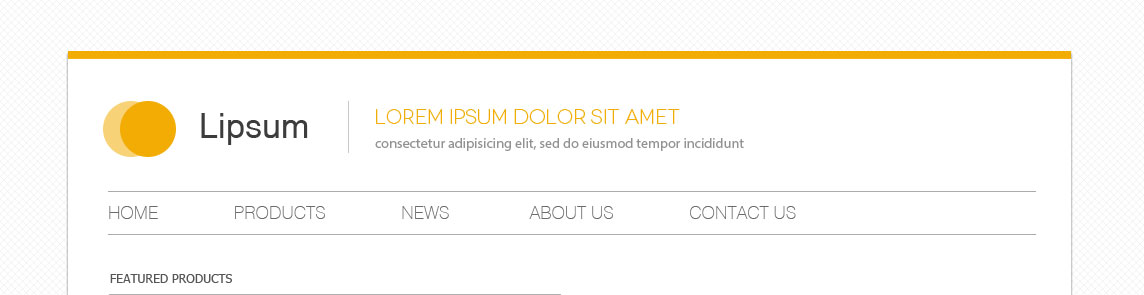 Lipsum
LOREM IPSUM DOLOR SIT AMET
consectetur adipisicing elit, sed do eiusmod tempor incididunt
HOME PRODUCTS NEWS ABOUT US CONTACT US
FEATURED PRODUCTS